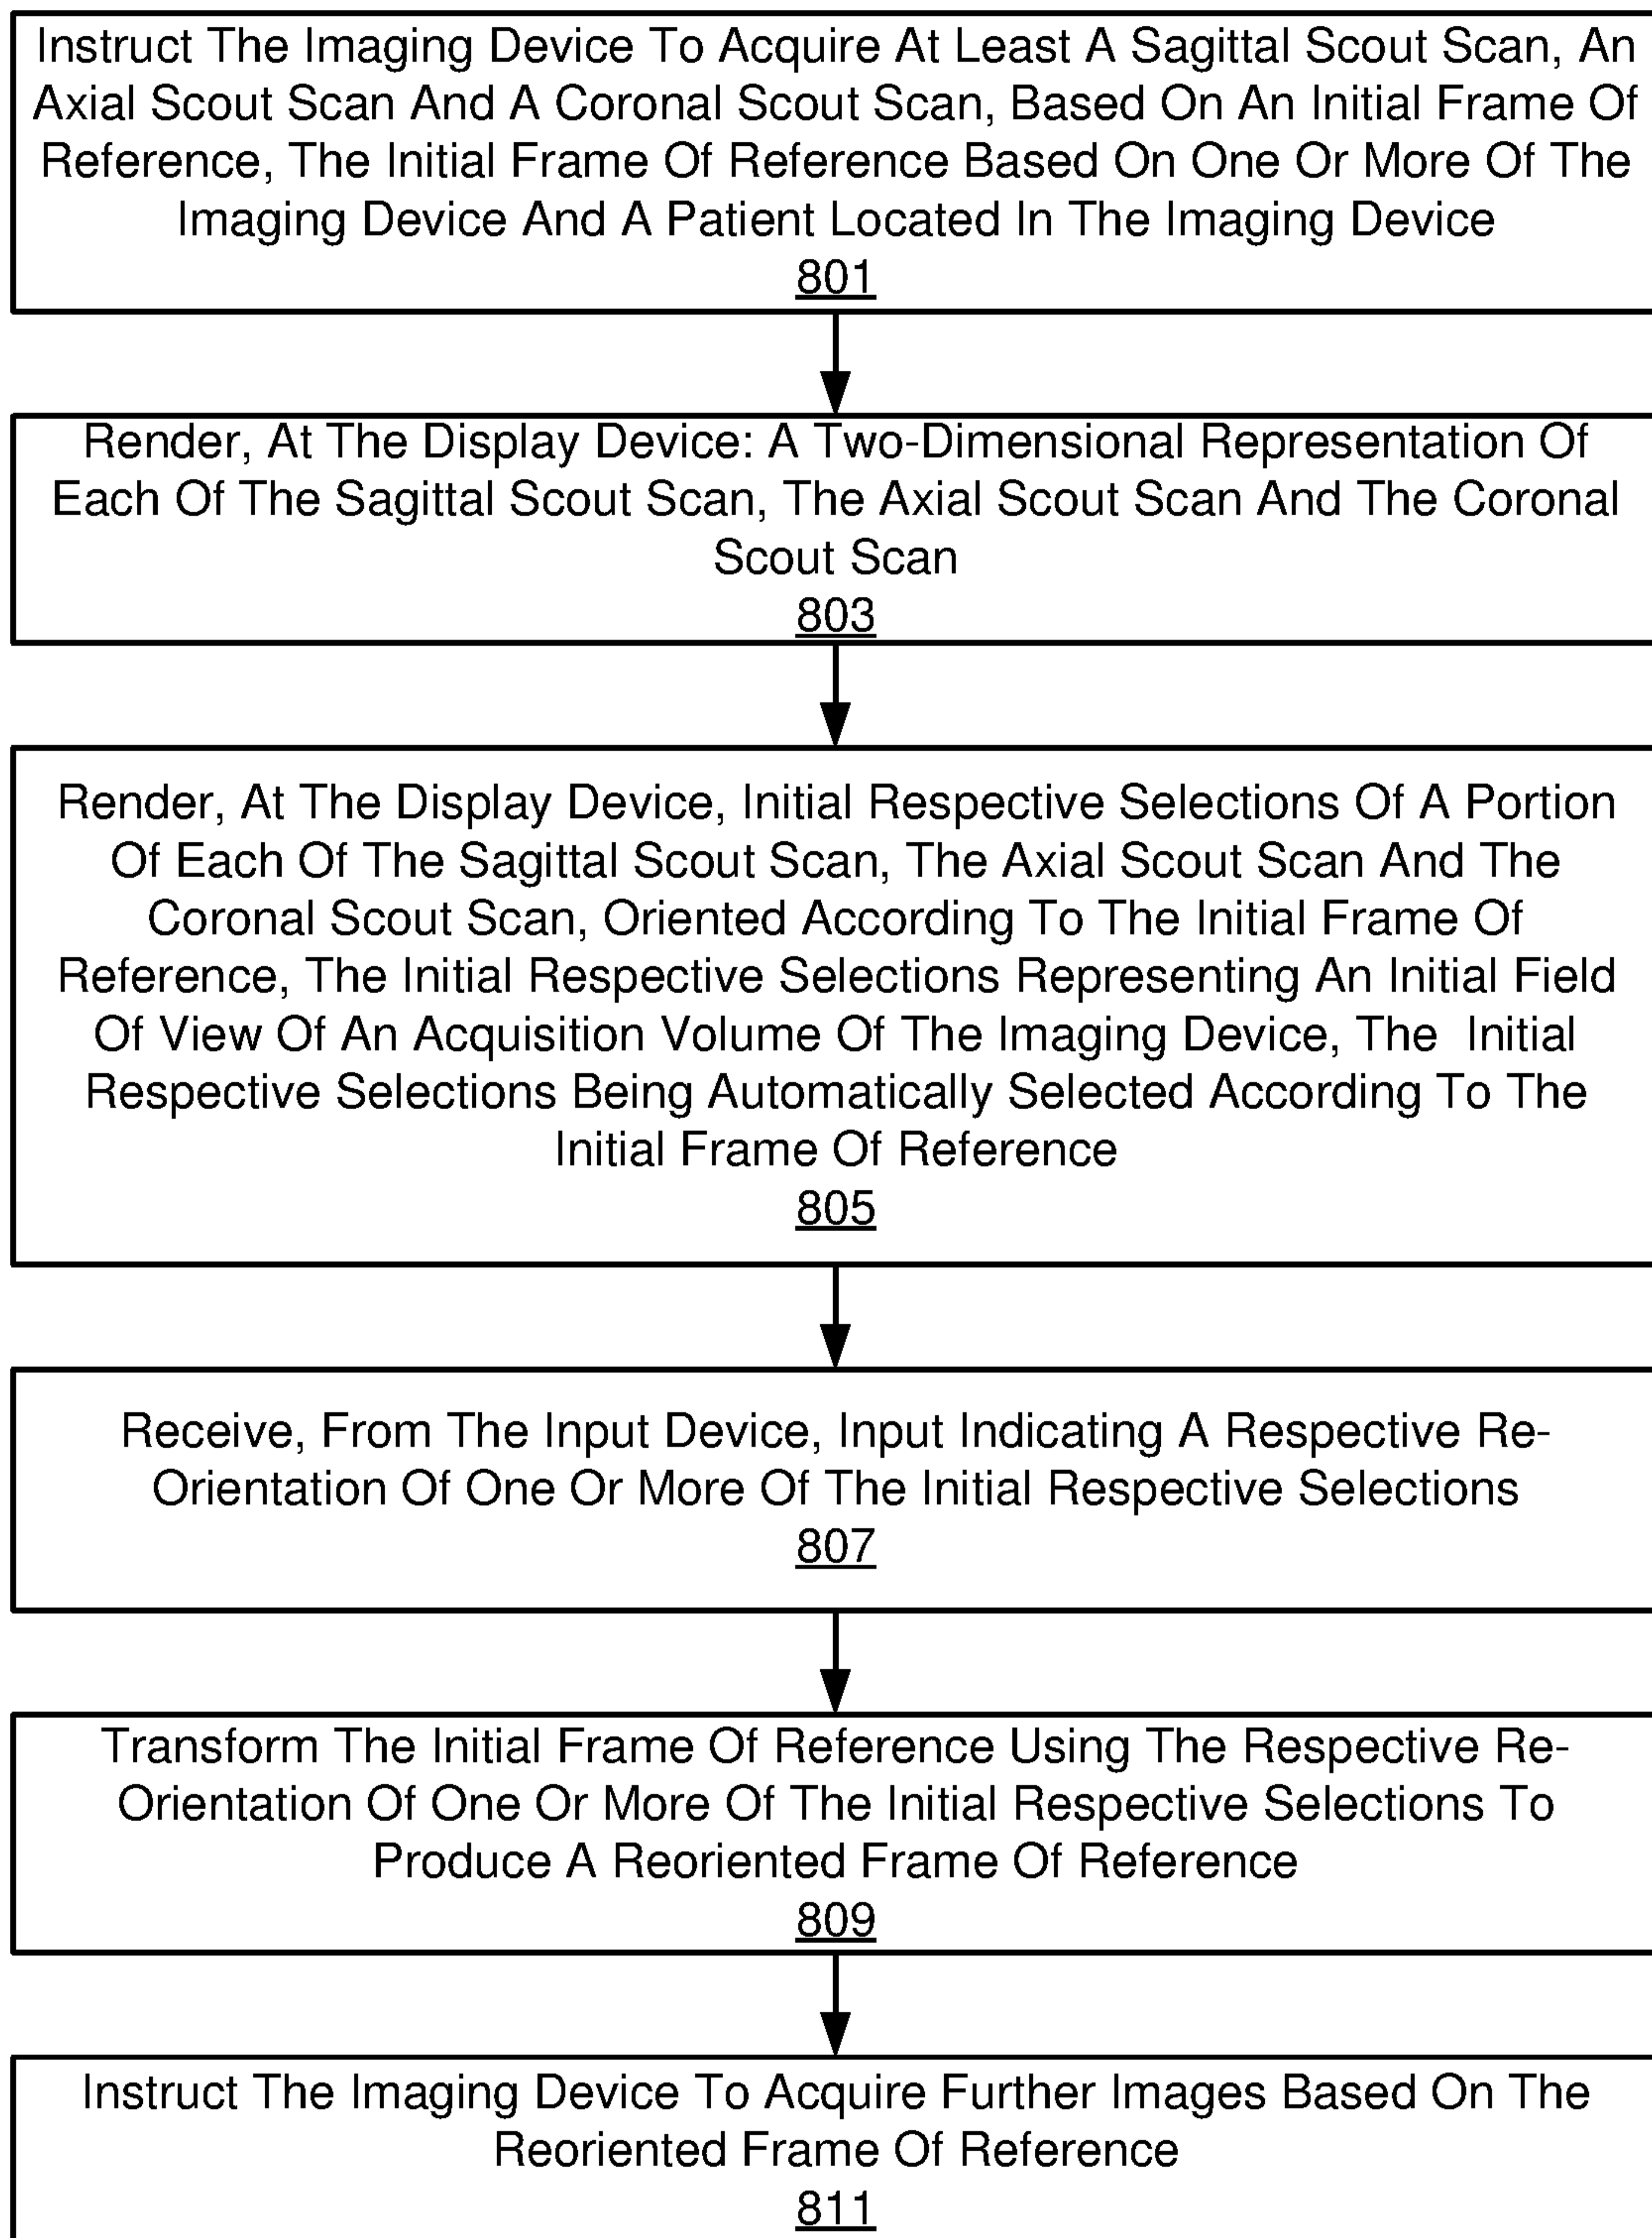 Instruct The Imaging Device To Acquire At Least A Sagittal Scout Scan, An
Axial Scout Scan And A Coronal Scout Scan, Based On An Initial Frame Of
Reference, The Initial Frame Of Reference Based On One Or More Of The
Imaging Device And A Patient Located In The Imaging Device
801
Render, At The Display Device: A Two-Dimensional Representation Of
Each Of The Sagittal Scout Scan, The Axial Scout Scan And The Coronal
Scout Scan
803
Render, At The Display Device, Initial Respective Selections Of A Portion
Of Each Of The Sagittal Scout Scan, The Axial Scout Scan And The
Coronal Scout Scan, Oriented According To The Initial Frame Of
Reference, The Initial Respective Selections Representing An Initial Field
Of View Of An Acquisition Volume Of The Imaging Device, The  Initial
Respective Selections Being Automatically Selected According To The
Initial Frame Of Reference
805
Receive, From The Input Device, Input Indicating A Respective Re-
Orientation Of One Or More Of The Initial Respective Selections
807
Transform The Initial Frame Of Reference Using The Respective Re-
Orientation Of One Or More Of The Initial Respective Selections To
Produce A Reoriented Frame Of Reference
809
Instruct The Imaging Device To Acquire Further Images Based On The
Reoriented Frame Of Reference
811